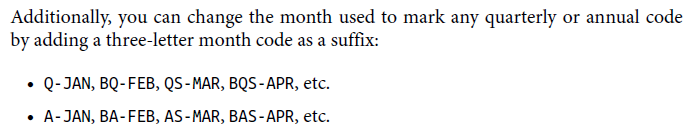 Additionally, you can change the month used to mark any quarterly or annual code
by adding a three-letter month code as a suffix:
• Q-JAN, BQ-FEB, QS-MAR, BQS-APR, etc.
• A-JAN, BA-FEB, AS-MAR, BAS-APR, etc.